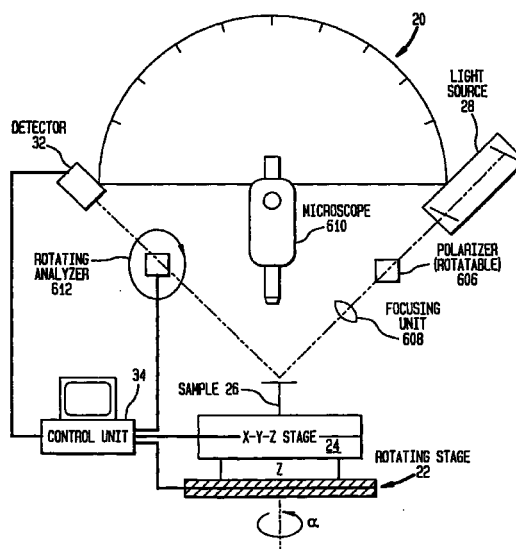 20
LIGHT
SOURCE
28
DETECTOR
32
MICROSCOPE
610
ROTATING
ANALYZER
612
POLARIZER
(ROTATABLE)
606
FOCUSING
UNIT
608
SAMPLE 26
34
CONTROL UNIT
X-Y-Z STAGE 24
Z
ROTATING STAGE
22
α